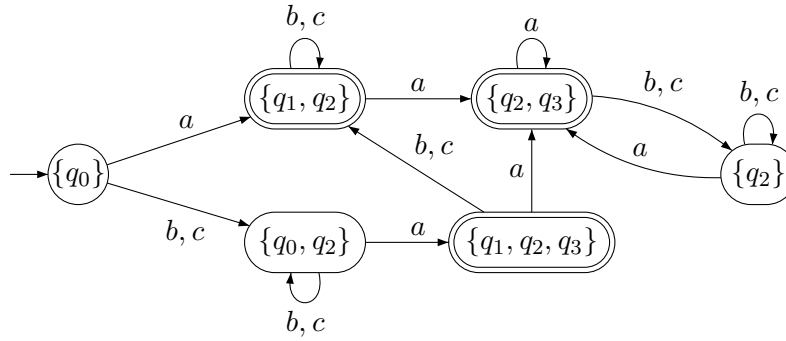 b, c
a
{q₁, q₂}
a
{q₂, q₃}
b, c
b, c
a
b, c
a
{q₀}
a
{q₂}
b, c
{q₀, q₂}
a
{q₁, q₂, q₃}
b, c